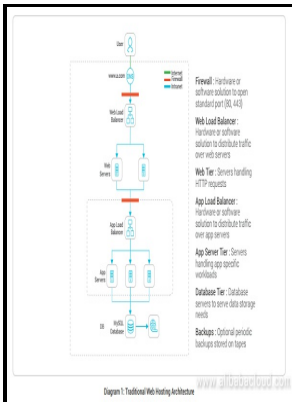 User
www.ux.com
Internet
Firewall
Intranet
Web Load
Balancer
Web
Servers
App Load
Balancer
App
Servers
DB
MySQL
Database
Firewall : Hardware or
software solution to open
standard port (80, 443)
Web Load Balancer :
Hardware or software
solution to distribute traffic
over web servers
Web Tier : Servers handling
HTTP requests
App Load Balancer :
Hardware or software
solution to distribute traffic
over app servers
App Server Tier : Servers
handling app specific
workloads
Database Tier : Database
servers to serve data storage
needs
Backups : Optional periodic
backups stored on tapes
www.alibabacloud.com
Diagram 1: Traditional Web Hosting Architecture